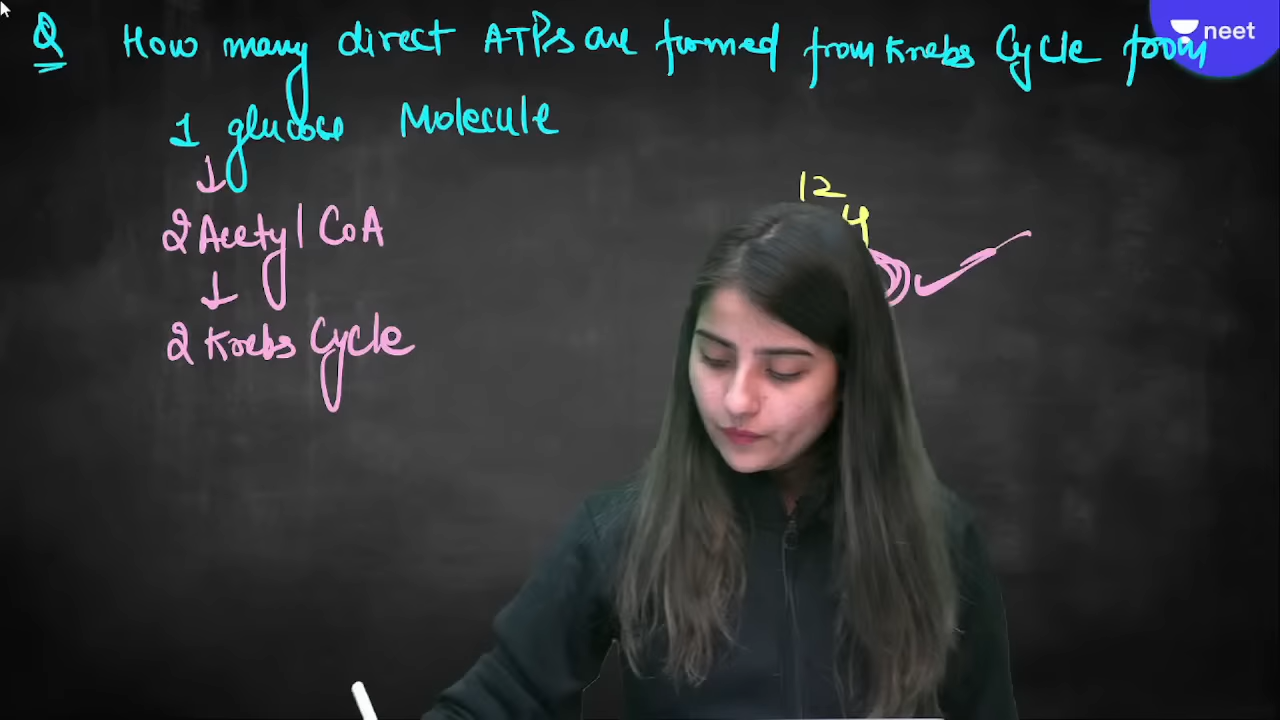 Q How many direct ATPs are formed from Krebs Cycle from
neet
1 glucose Molecule
12
4
2 Acetyl CoA
2 Krebs Cycle